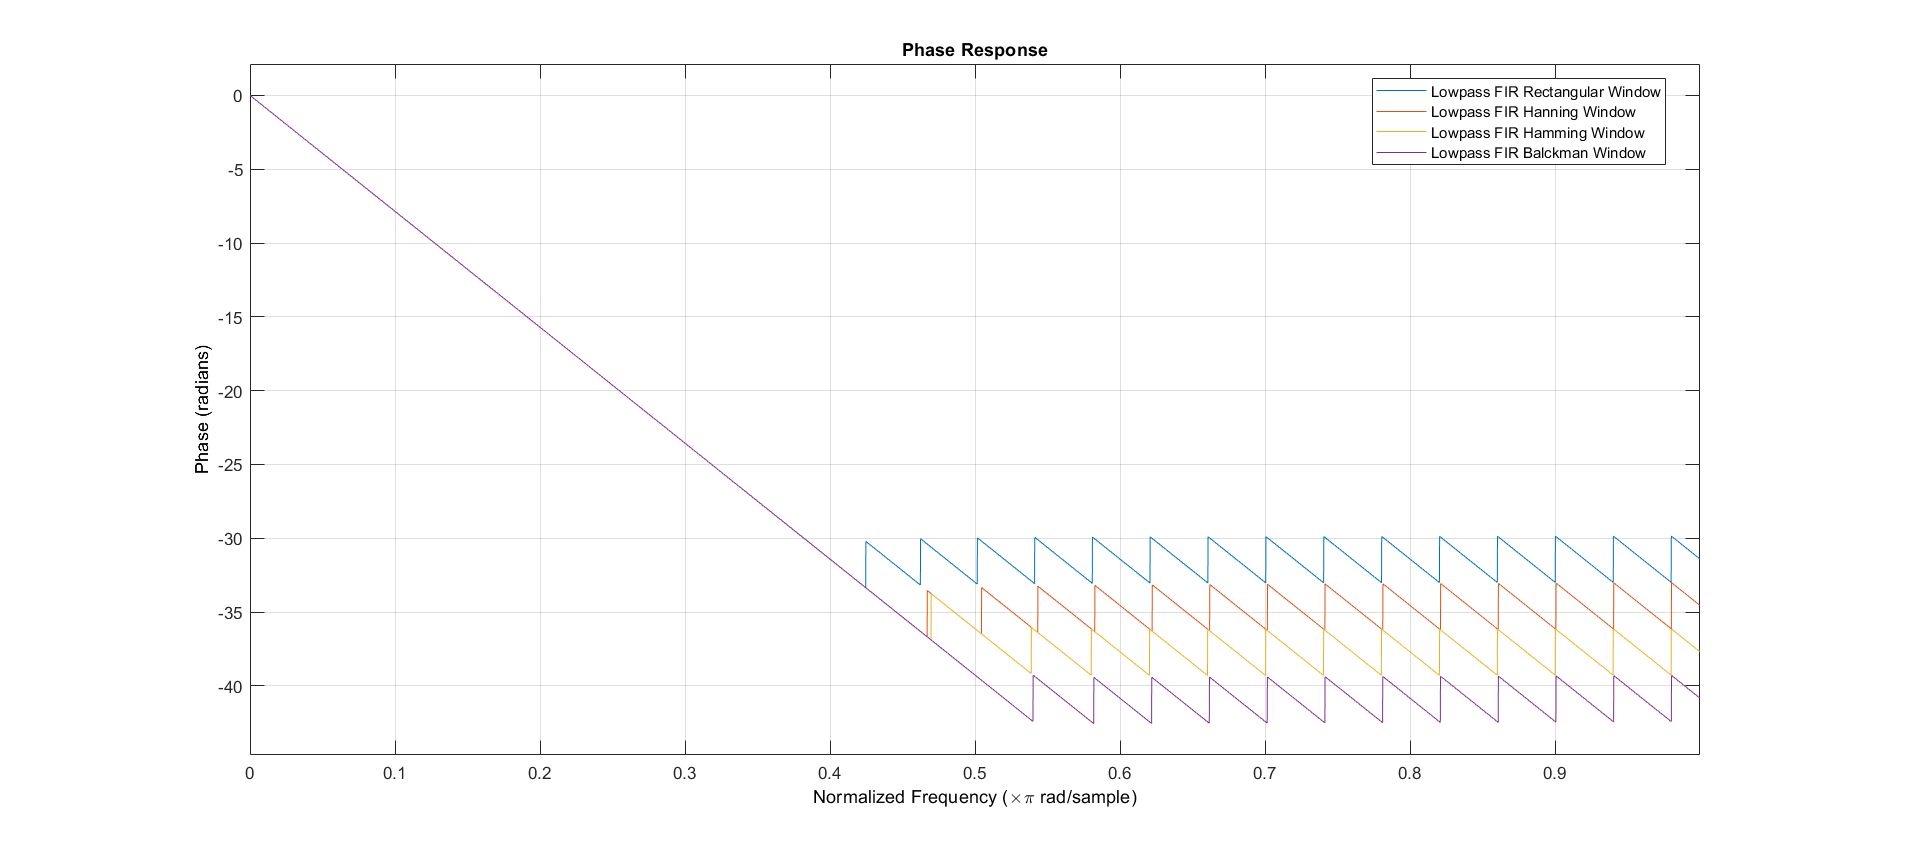 Phase Response
Lowpass FIR Rectangular Window
Lowpass FIR Hanning Window
Lowpass FIR Hamming Window
Lowpass FIR Balckman Window
Phase (radians)
0
-5
-10
-15
-20
-25
-30
-35
-40
0 0.1 0.2 0.3 0.4 0.5 0.6 0.7 0.8 0.9
Normalized Frequency (×π rad/sample)